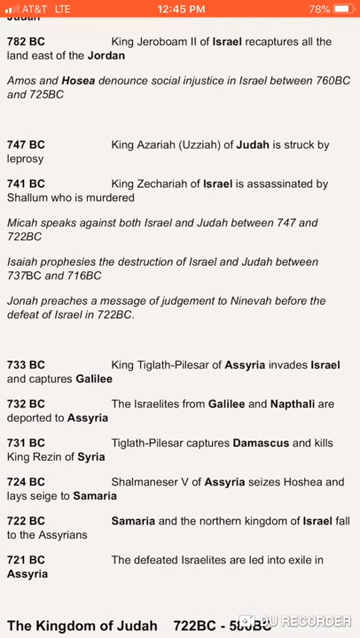 AT&T LTE 12:45 PM 78%
Judah
782 BC King Jeroboam II of Israel recaptures all the
land east of the Jordan
Amos and Hosea denounce social injustice in Israel between 760BC
and 725BC
747 BC King Azariah (Uzziah) of Judah is struck by
leprosy
741 BC King Zechariah of Israel is assassinated by
Shallum who is murdered
Micah speaks against both Israel and Judah between 747 and
722BC
Isaiah prophesies the destruction of Israel and Judah between
737BC and 716BC
Jonah preaches a message of judgement to Ninevah before the
defeat of Israel in 722BC.
733 BC King Tiglath-Pilesar of Assyria invades Israel
and captures Galilee
732 BC The Israelites from Galilee and Napthali are
deported to Assyria
731 BC Tiglath-Pilesar captures Damascus and kills
King Rezin of Syria
724 BC Shalmaneser V of Assyria seizes Hoshea and
lays seige to Samaria
722 BC Samaria and the northern kingdom of Israel fall
to the Assyrians
721 BC The defeated Israelites are led into exile in
Assyria
The Kingdom of Judah 722BC -
DU RECORDER